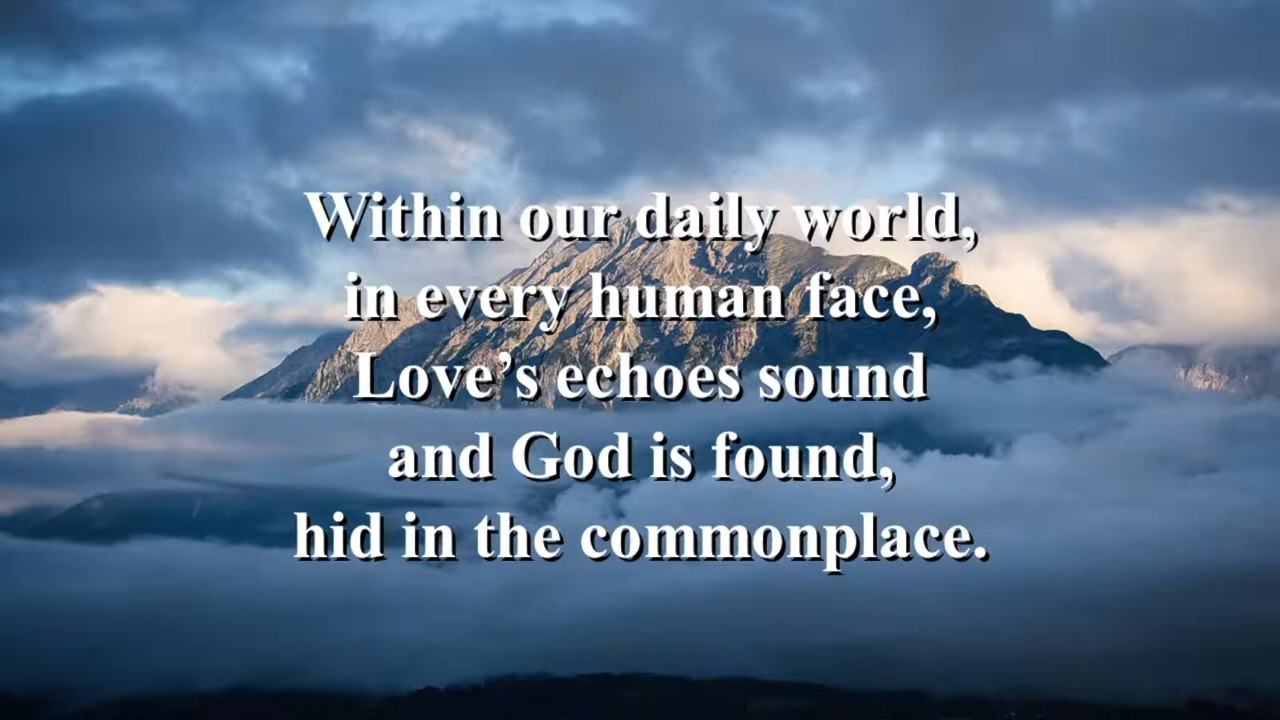 Within our daily world,
in every human face,
Love’s echoes sound
and God is found,
hid in the commonplace.